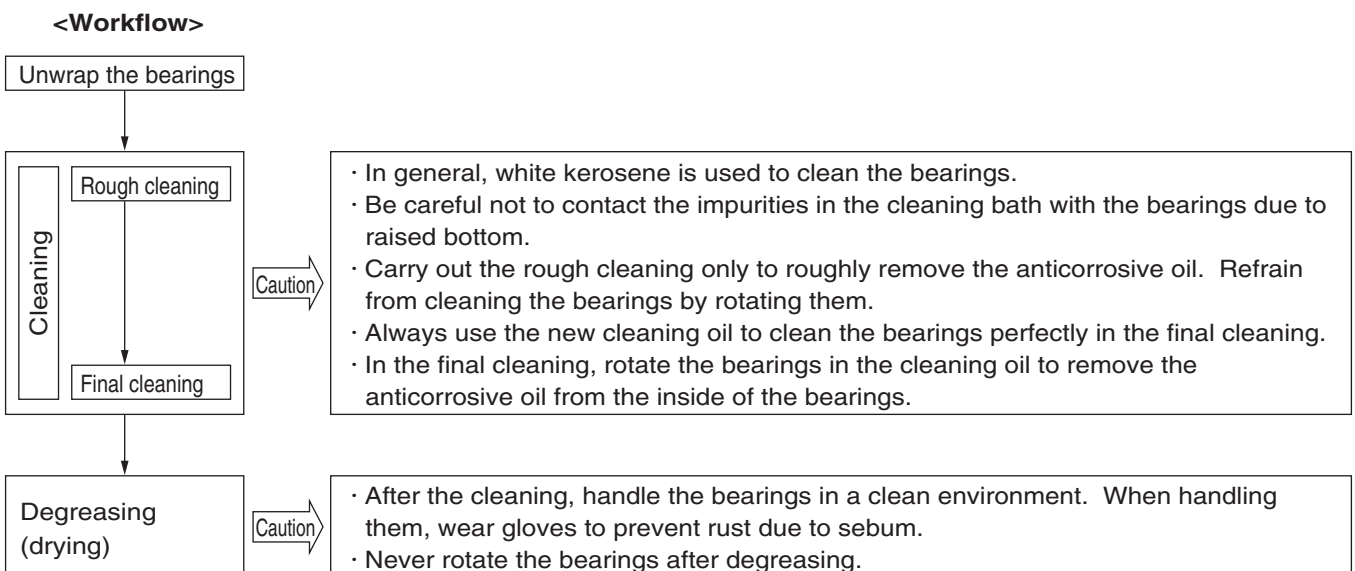 <Workflow>
Unwrap the bearings
Cleaning
Rough cleaning
Final cleaning
Caution
· In general, white kerosene is used to clean the bearings.
· Be careful not to contact the impurities in the cleaning bath with the bearings due to
raised bottom.
· Carry out the rough cleaning only to roughly remove the anticorrosive oil. Refrain
from cleaning the bearings by rotating them.
· Always use the new cleaning oil to clean the bearings perfectly in the final cleaning.
· In the final cleaning, rotate the bearings in the cleaning oil to remove the
anticorrosive oil from the inside of the bearings.
Degreasing
(drying)
Caution
· After the cleaning, handle the bearings in a clean environment. When handling
them, wear gloves to prevent rust due to sebum.
· Never rotate the bearings after degreasing.